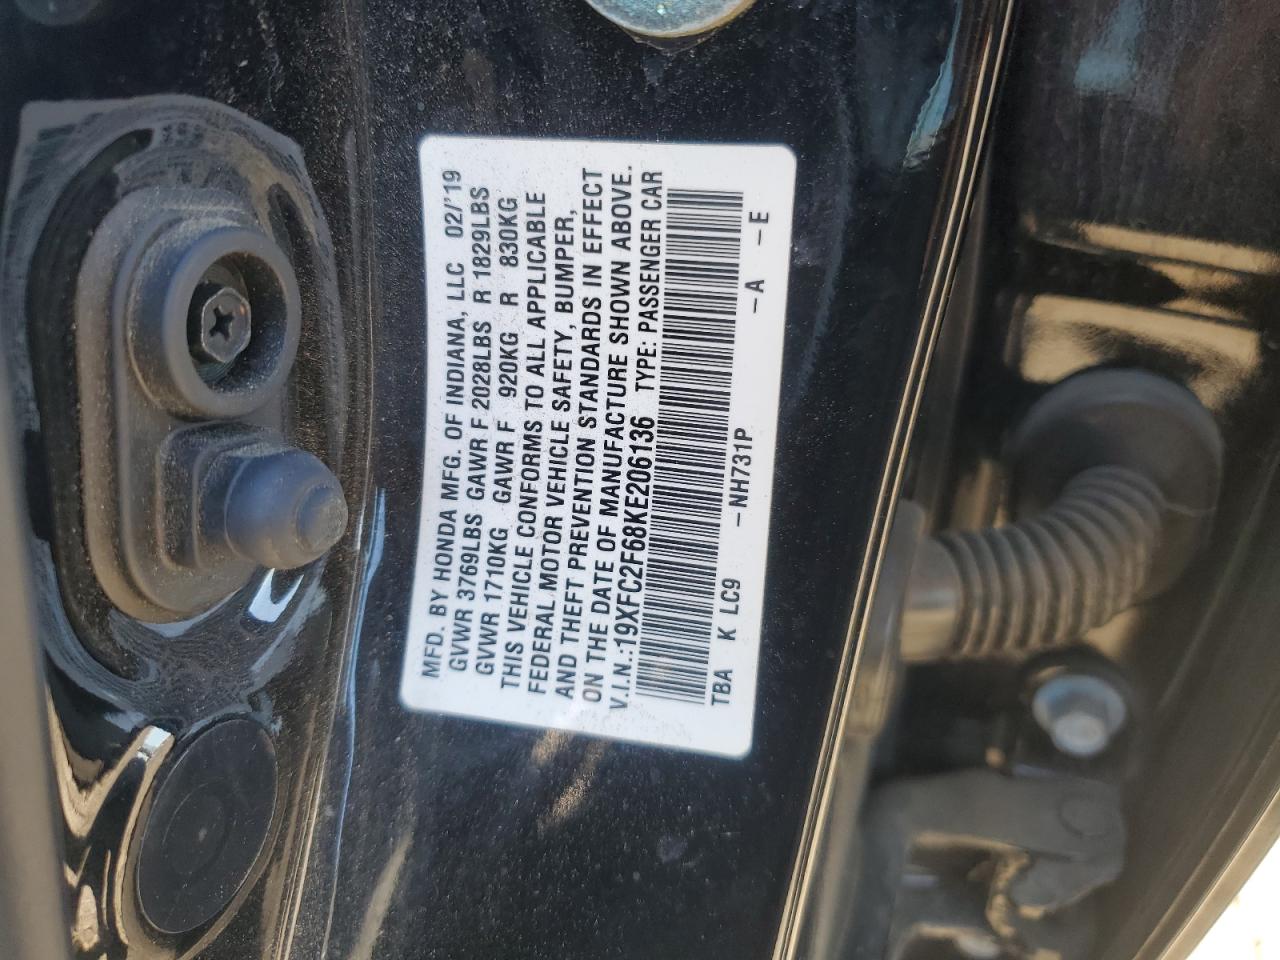 MFD. BY HONDA MFG. OF INDIANA, LLC 02/'19
GVWR 3769LBS GAWR F 2028LBS R 1829LBS
GVWR 1710KG GAWR F 920KG R 830KG
THIS VEHICLE CONFORMS TO ALL APPLICABLE
FEDERAL MOTOR VEHICLE SAFETY, BUMPER,
AND THEFT PREVENTION STANDARDS IN EFFECT
ON THE DATE OF MANUFACTURE SHOWN ABOVE.
V.I.N.:19XFC2F68KE206136 TYPE: PASSENGER CAR
TBA K LC9 -NH731P -A -E